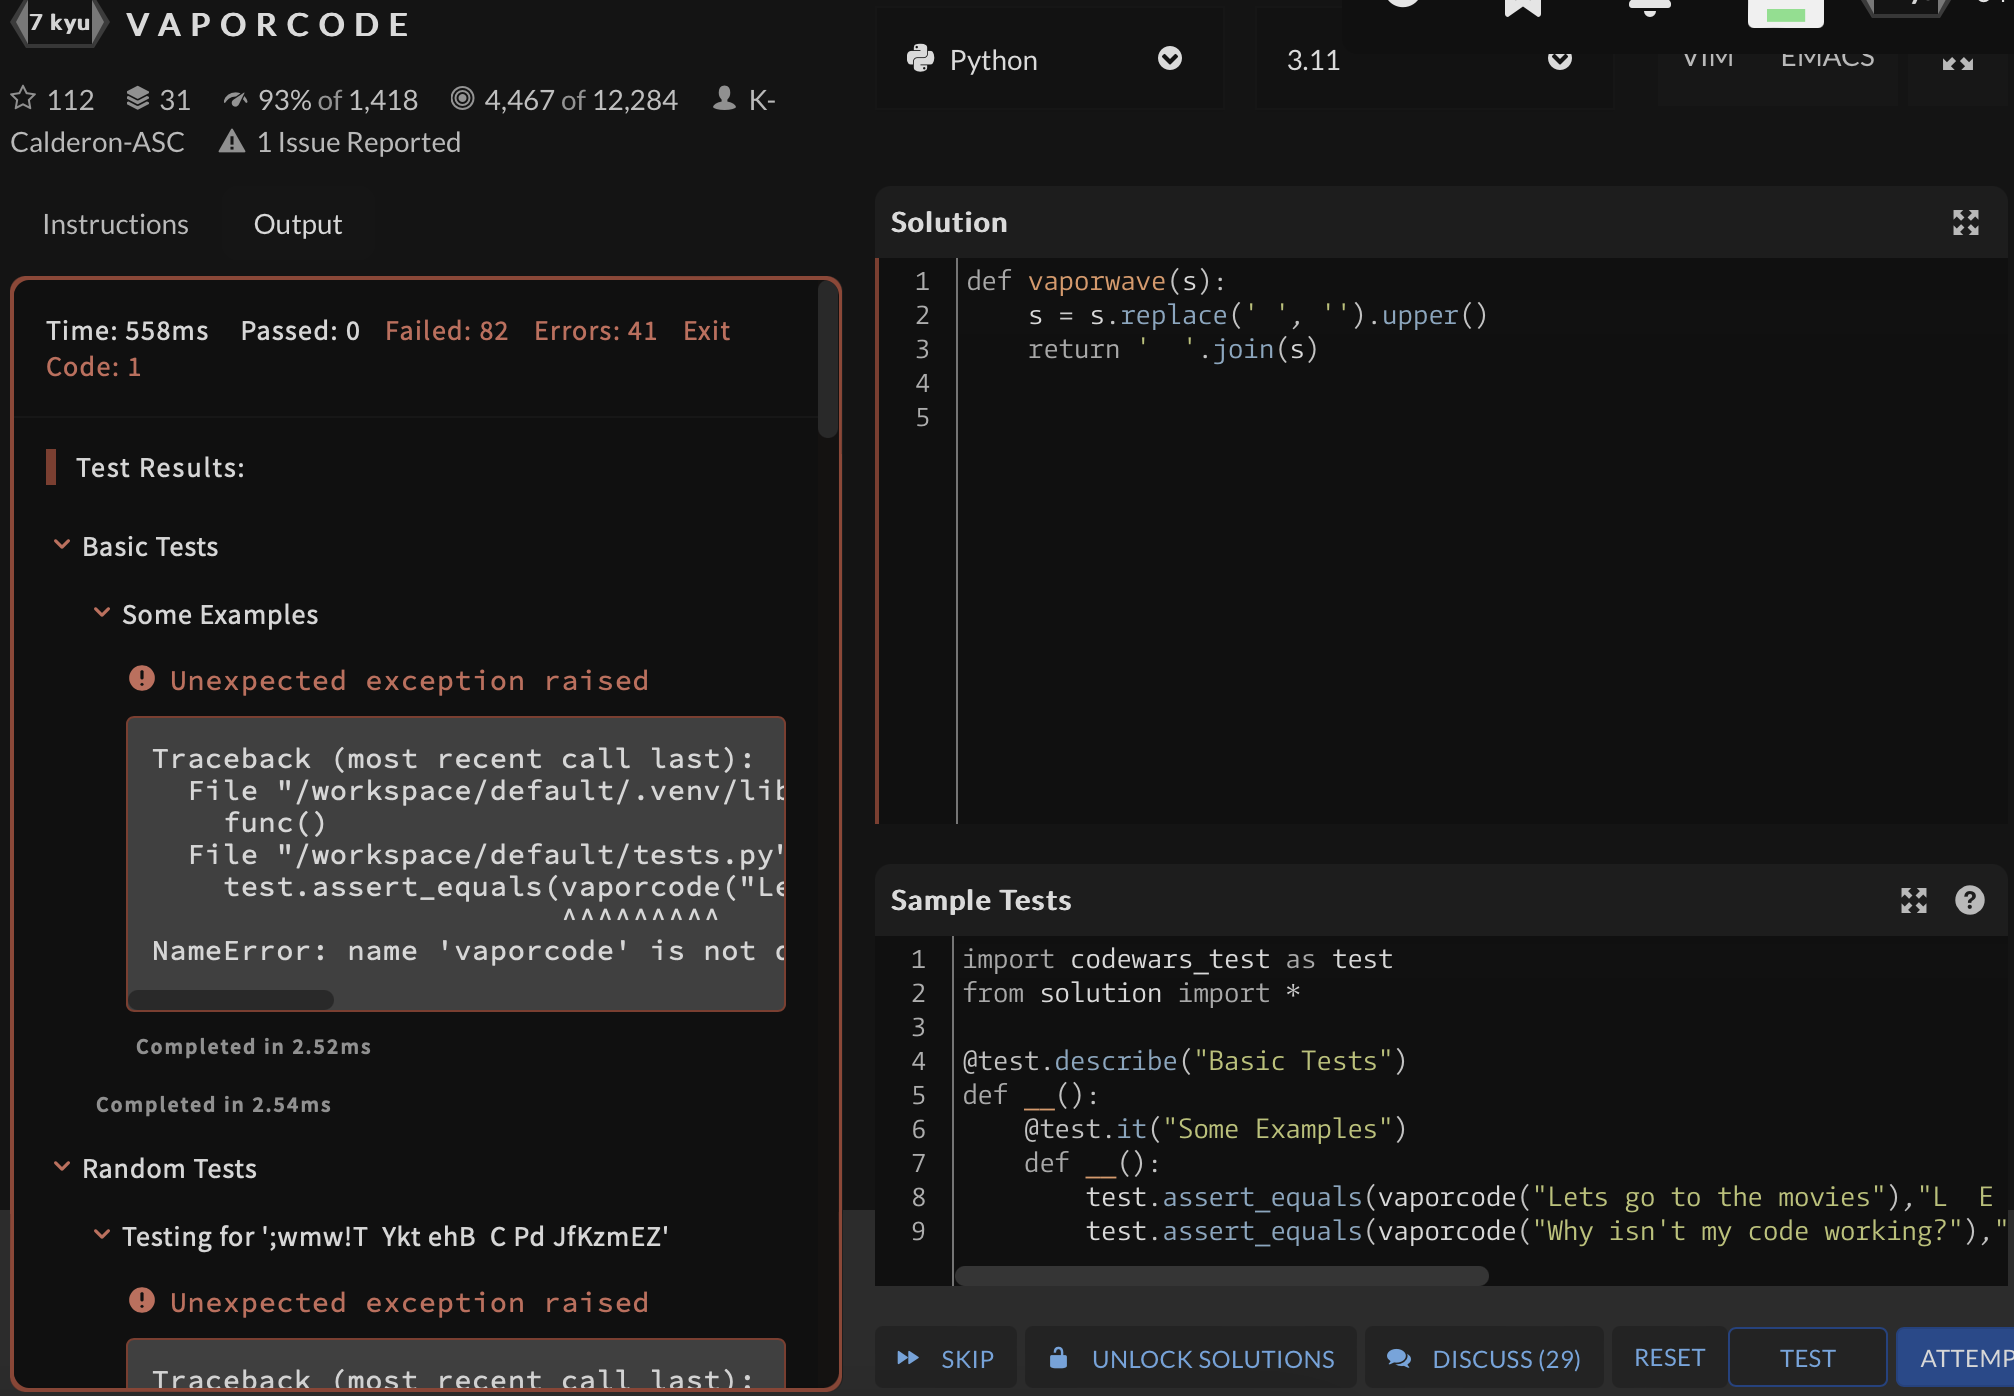 7 kyu VAPORCODE
112 31 93% of 1,418 4,467 of 12,284 K-
Calderon-ASC 1 Issue Reported
Python 3.11 VIM EMACS
Instructions Output
Time: 558ms Passed: 0 Failed: 82 Errors: 41 Exit
Code: 1
Test Results:
Basic Tests
Some Examples
Unexpected exception raised
Traceback (most recent call last):
File "/workspace/default/.venv/lib
func()
File "/workspace/default/tests.py"
test.assert_equals(vaporcode("Le
^^^^^^^^^
NameError: name 'vaporcode' is not
Completed in 2.52ms
Completed in 2.54ms
Random Tests
Testing for ';wmw!T  Ykt ehB  C Pd JfKzmEZ'
Unexpected exception raised
Traceback (most recent call last):
Solution
1 def vaporwave(s):
2     s = s.replace(' ', '').upper()
3     return '  '.join(s)
4
5
Sample Tests
1 import codewars_test as test
2 from solution import *
3
4 @test.describe("Basic Tests")
5 def __():
6     @test.it("Some Examples")
7     def __():
8         test.assert_equals(vaporcode("Lets go to the movies"),"L  E
9         test.assert_equals(vaporcode("Why isn't my code working?"),"
SKIP UNLOCK SOLUTIONS DISCUSS (29) RESET TEST ATTEMP